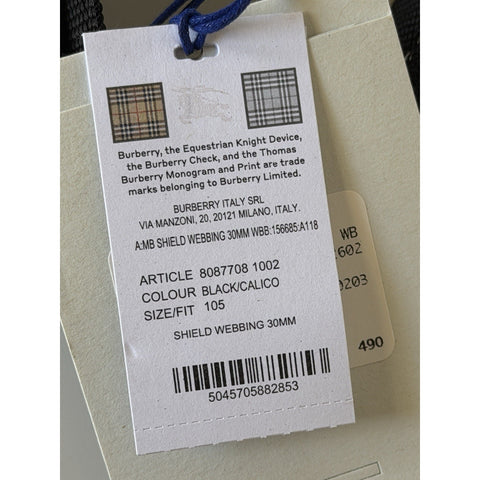 Burberry, the Equestrian Knight Device,
the Burberry Check, and the Thomas
Burberry Monogram and Print are trade
marks belonging to Burberry Limited.
BURBERRY ITALY SRL
VIA MANZONI, 20, 20121 MILANO, ITALY.
A:MB SHIELD WEBBING 30MM WBB:156685:A118
ARTICLE 8087708 1002
COLOUR BLACK/CALICO
SIZE/FIT 105
SHIELD WEBBING 30MM
5045705882853
WB
602
0203
490